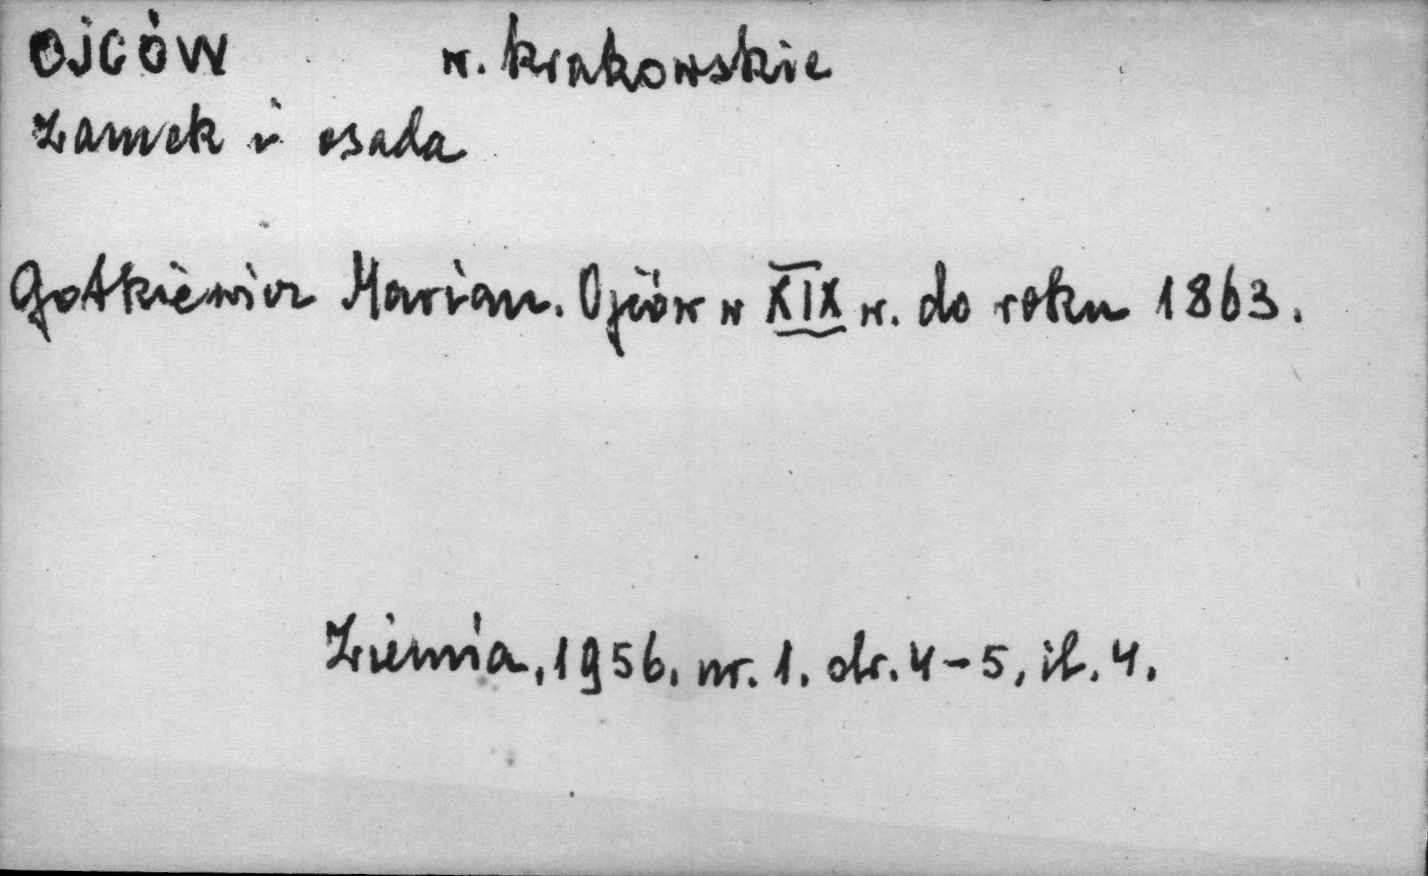 OJCÓW w. krakowskie
Zamek i osada
Gotkiewicz Marian. Ojców w XIX w. do roku 1863.
Ziemia, 1956. nr. 1. str. 4-5, il. 4.